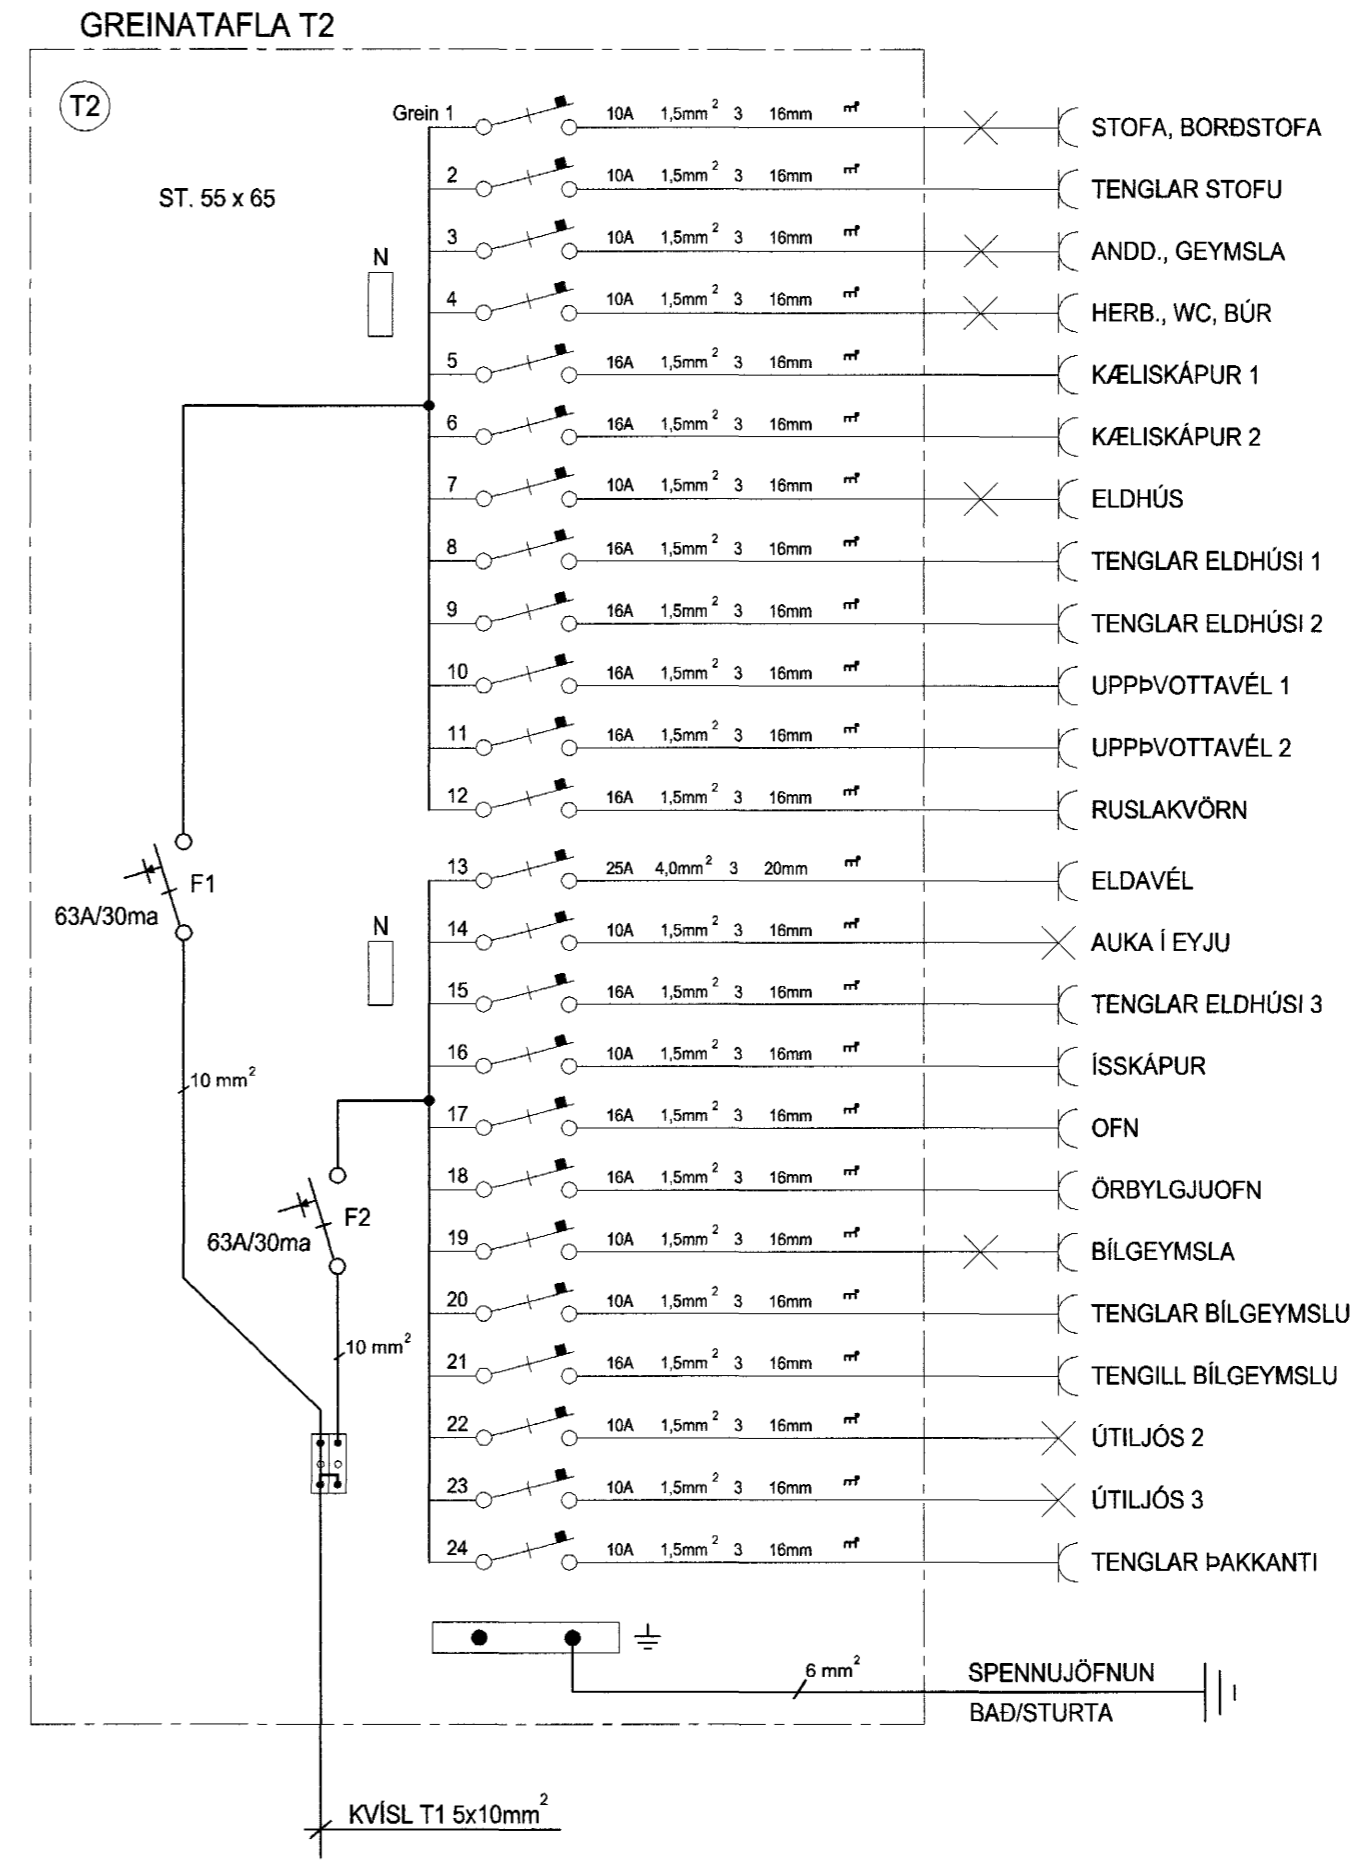 GREINATAFLA T2
T2
ST. 55 x 65
N
Grein 1 10A 1,5mm² 3 16mm STOFA, BORÐSTOFA
2 10A 1,5mm² 3 16mm TENGLAR STOFU
3 10A 1,5mm² 3 16mm ANDD., GEYMSLA
4 10A 1,5mm² 3 16mm HERB., WC, BÚR
5 16A 1,5mm² 3 16mm KÆLISKÁPUR 1
6 16A 1,5mm² 3 16mm KÆLISKÁPUR 2
7 10A 1,5mm² 3 16mm ELDHÚS
8 16A 1,5mm² 3 16mm TENGLAR ELDHÚSI 1
9 16A 1,5mm² 3 16mm TENGLAR ELDHÚSI 2
10 16A 1,5mm² 3 16mm UPPÞVOTTAVÉL 1
11 16A 1,5mm² 3 16mm UPPÞVOTTAVÉL 2
12 16A 1,5mm² 3 16mm RUSLAKVÖRN
F1
63A/30ma
N
13 25A 4,0mm² 3 20mm ELDAVÉL
14 10A 1,5mm² 3 16mm AUKA Í EYJU
15 16A 1,5mm² 3 16mm TENGLAR ELDHÚSI 3
16 10A 1,5mm² 3 16mm ÍSSKÁPUR
17 16A 1,5mm² 3 16mm OFN
18 16A 1,5mm² 3 16mm ÖRBYLGJUOFN
19 10A 1,5mm² 3 16mm BÍLGEYMSLA
20 10A 1,5mm² 3 16mm TENGLAR BÍLGEYMSLU
21 16A 1,5mm² 3 16mm TENGILL BÍLGEYMSLU
22 10A 1,5mm² 3 16mm ÚTILJÓS 2
23 10A 1,5mm² 3 16mm ÚTILJÓS 3
24 10A 1,5mm² 3 16mm TENGLAR ÞAKKANTI
10 mm²
F2
63A/30ma
10 mm²
6 mm² SPENNUJÖFNUN
BAÐ/STURTA
KVÍSL T1 5x10mm²